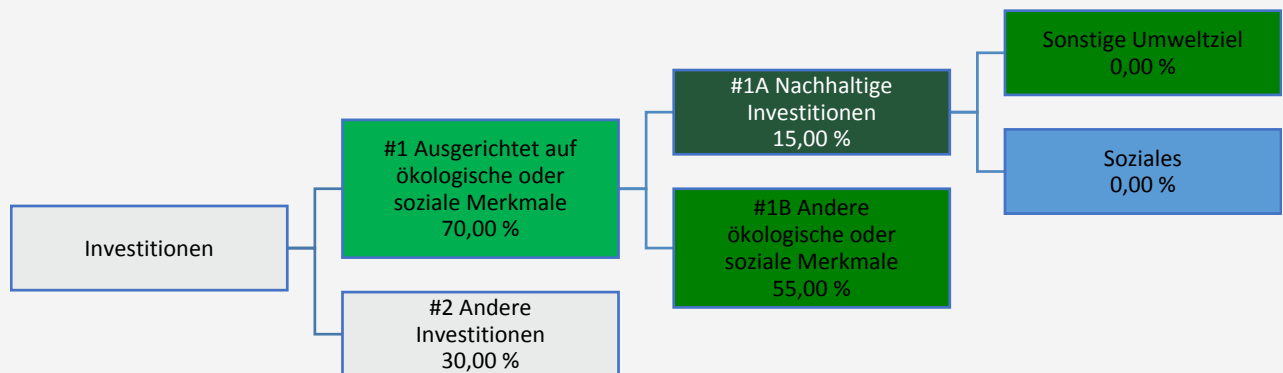 Investitionen
#1 Ausgerichtet auf
ökologische oder
soziale Merkmale
70,00 %
#2 Andere
Investitionen
30,00 %
#1A Nachhaltige
Investitionen
15,00 %
#1B Andere
ökologische oder
soziale Merkmale
55,00 %
Sonstige Umweltziel
0,00 %
Soziales
0,00 %